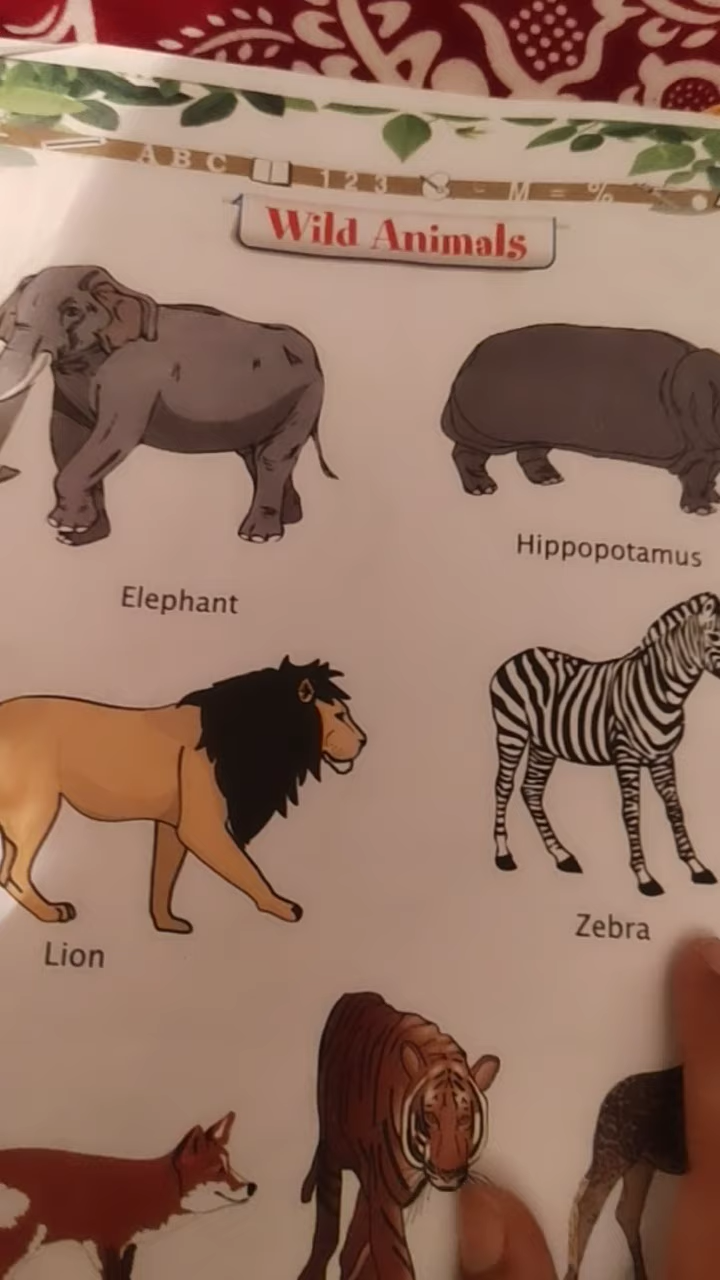 A B C 1 2 3 M = %
Wild Animals
Elephant
Hippopotamus
Lion
Zebra